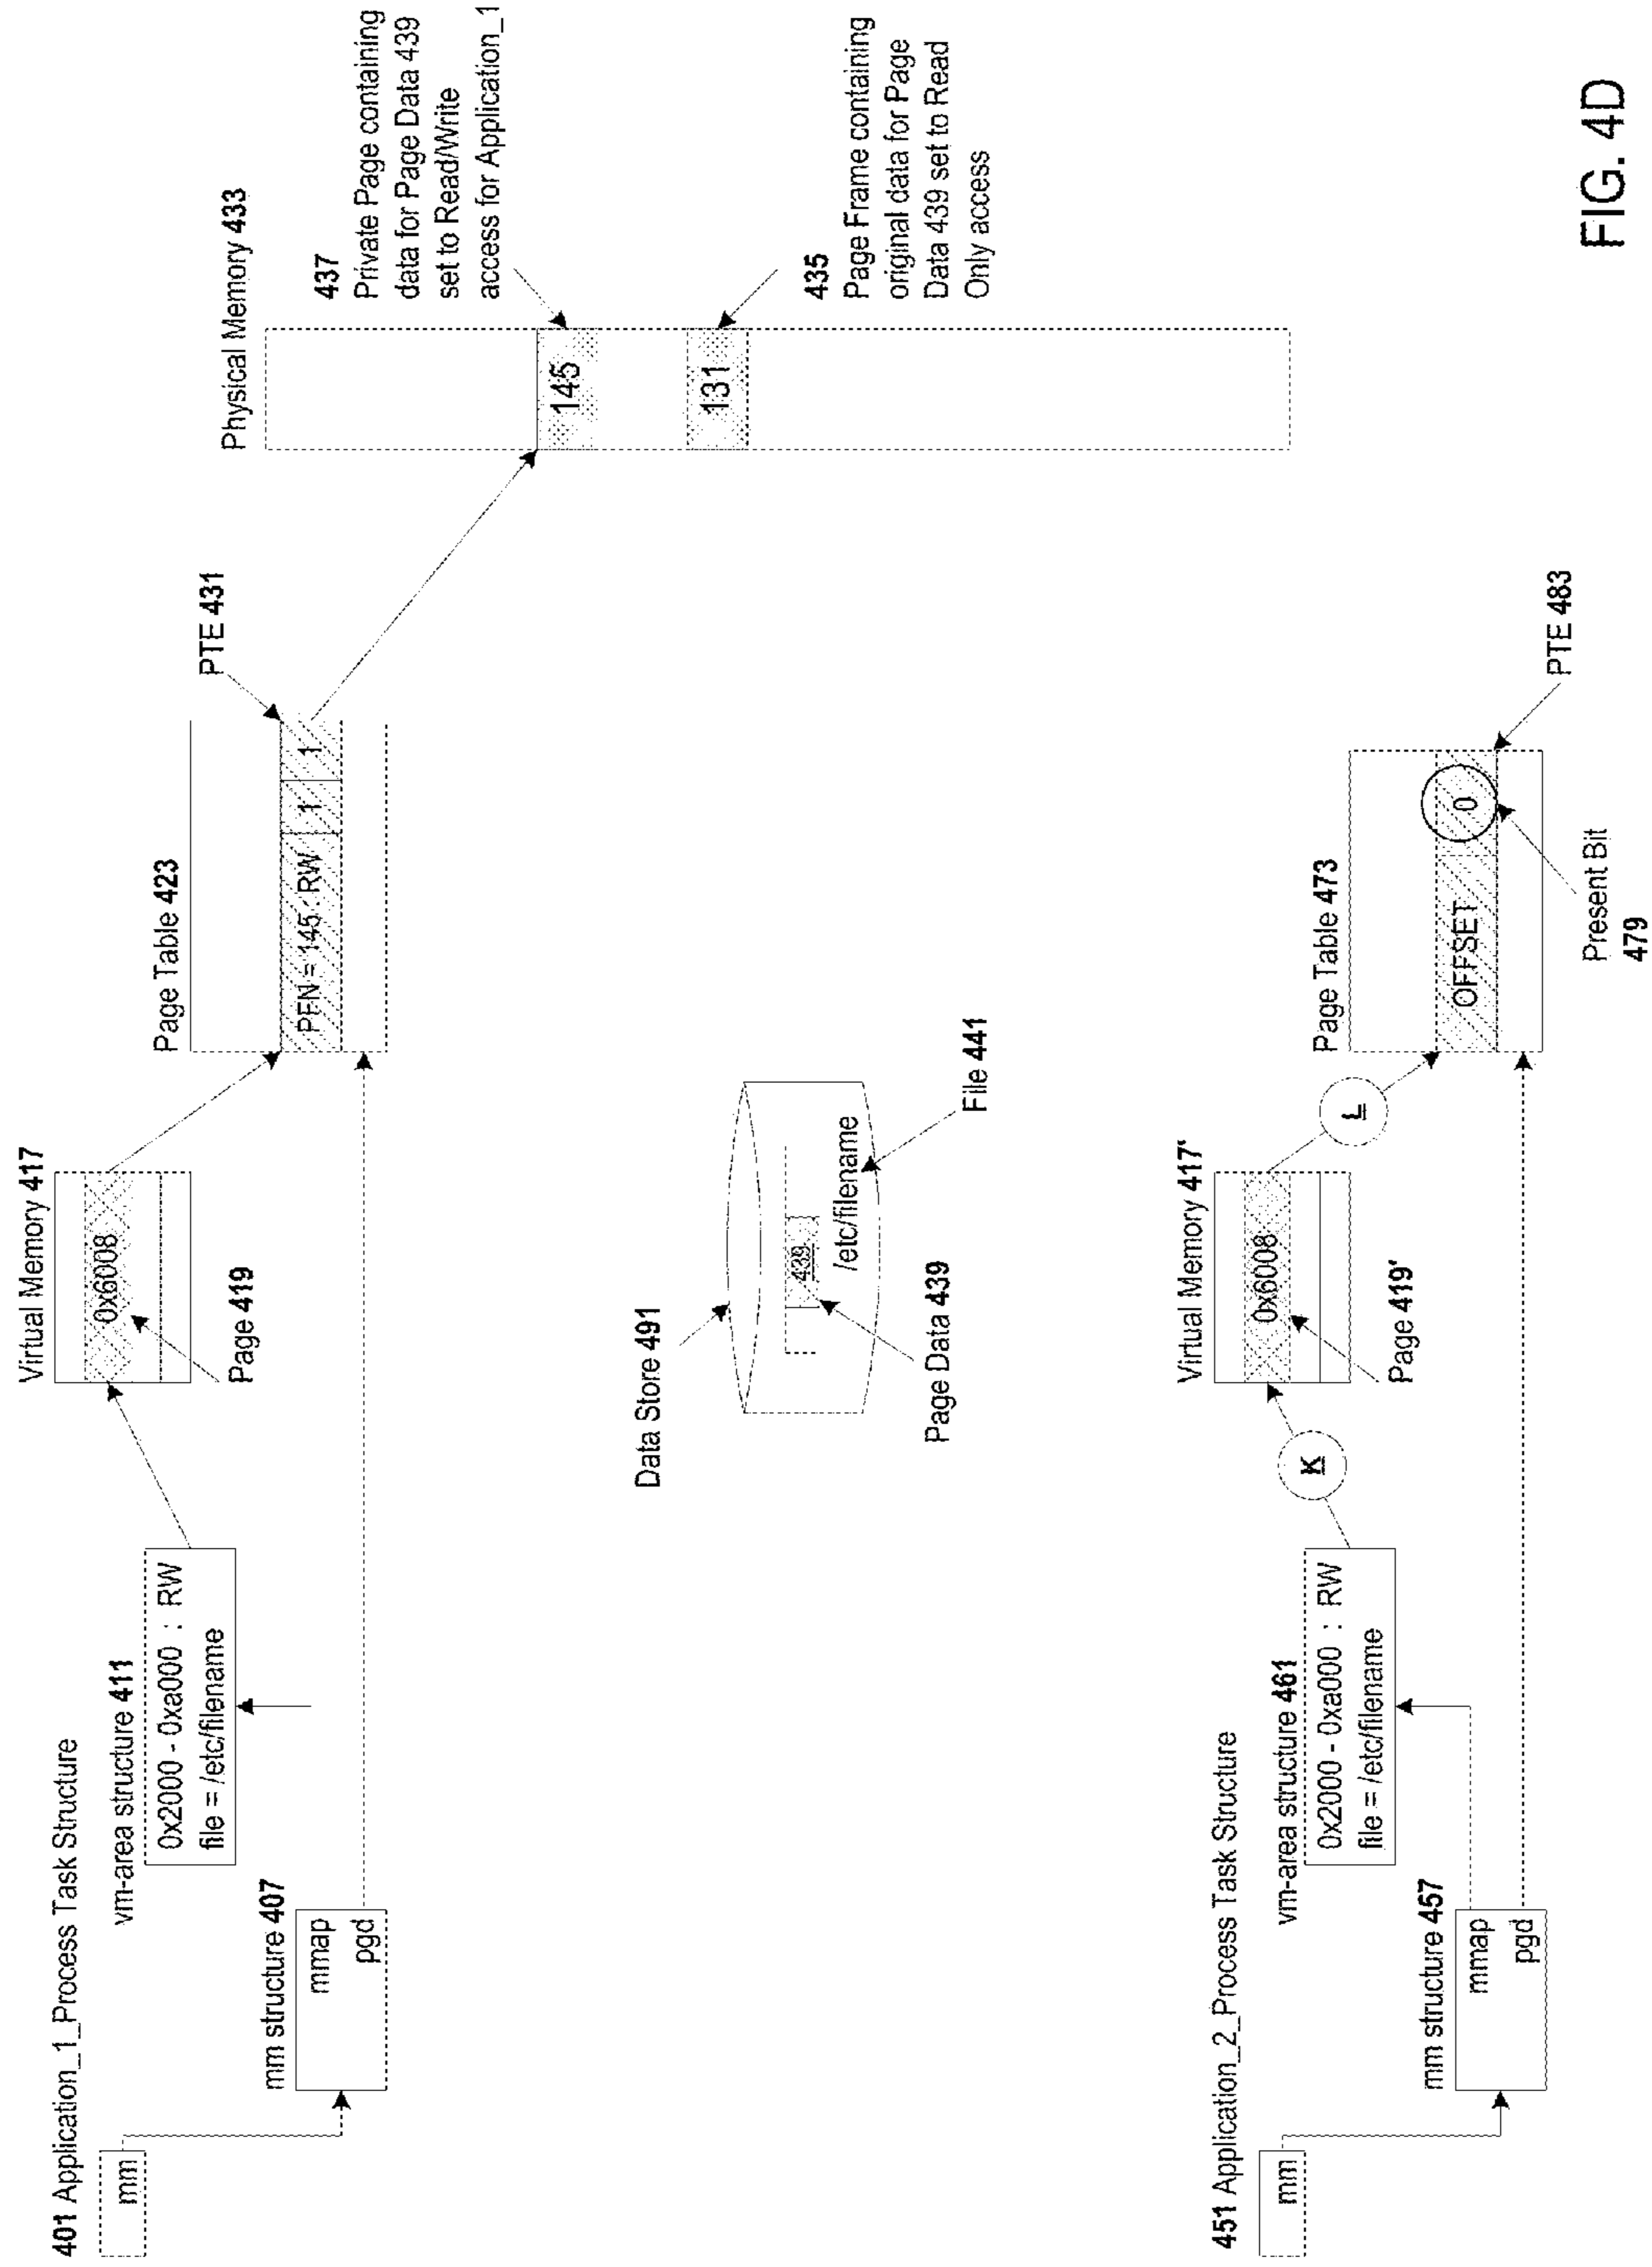 401 Application_1_Process Task Structure
mm
mm structure 407
mmap
pgd
vm-area structure 411
0x2000 - 0xa000 : RW
file = /etc/filename
Virtual Memory 417
0x6008
Page 419
Page Table 423
PFN = 145 : RW
1
1
PTE 431
Physical Memory 433
145
131
437
Private Page containing
data for Page Data 439
set to Read/Write
access for Application_1
435
Page Frame containing
original data for Page
Data 439 set to Read
Only access
Data Store 491
439
/etc/filename
Page Data 439
File 441
451 Application_2_Process Task Structure
mm
mm structure 457
mmap
pgd
vm-area structure 461
0x2000 - 0xa000 : RW
file = /etc/filename
K
Virtual Memory 417'
0x6008
Page 419'
L
Page Table 473
OFFSET
0
Present Bit
479
PTE 483
FIG. 4D